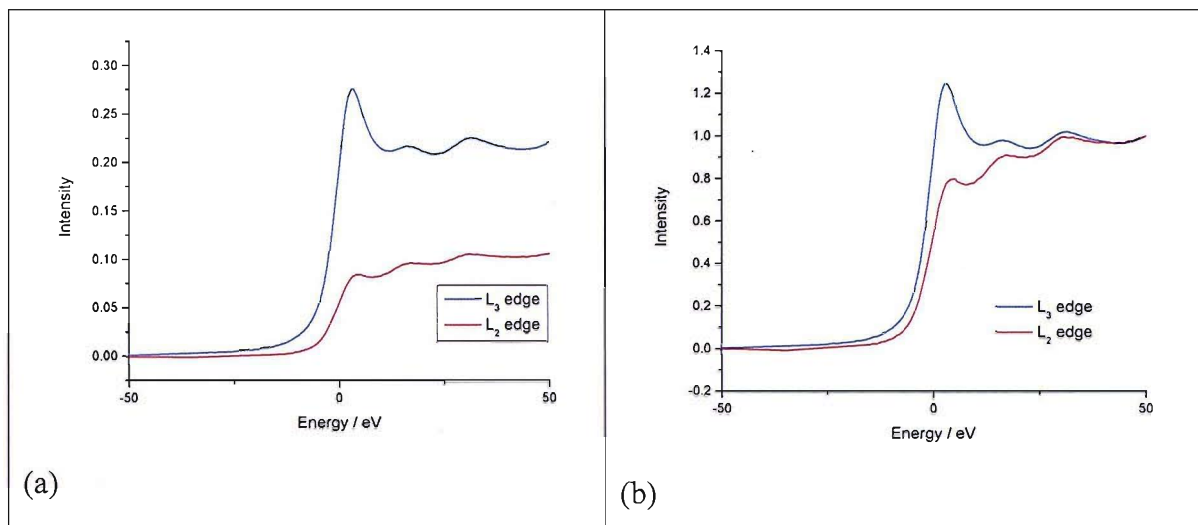 0.30
0.25
0.20
0.15
0.10
0.05
0.00
Intensity
-50
0
50
Energy / eV
L₃ edge
L₂ edge
(a)
1.4
1.2
1.0
0.8
0.6
0.4
0.2
0.0
-0.2
Intensity
-50
0
50
Energy / eV
L₃ edge
L₂ edge
(b)